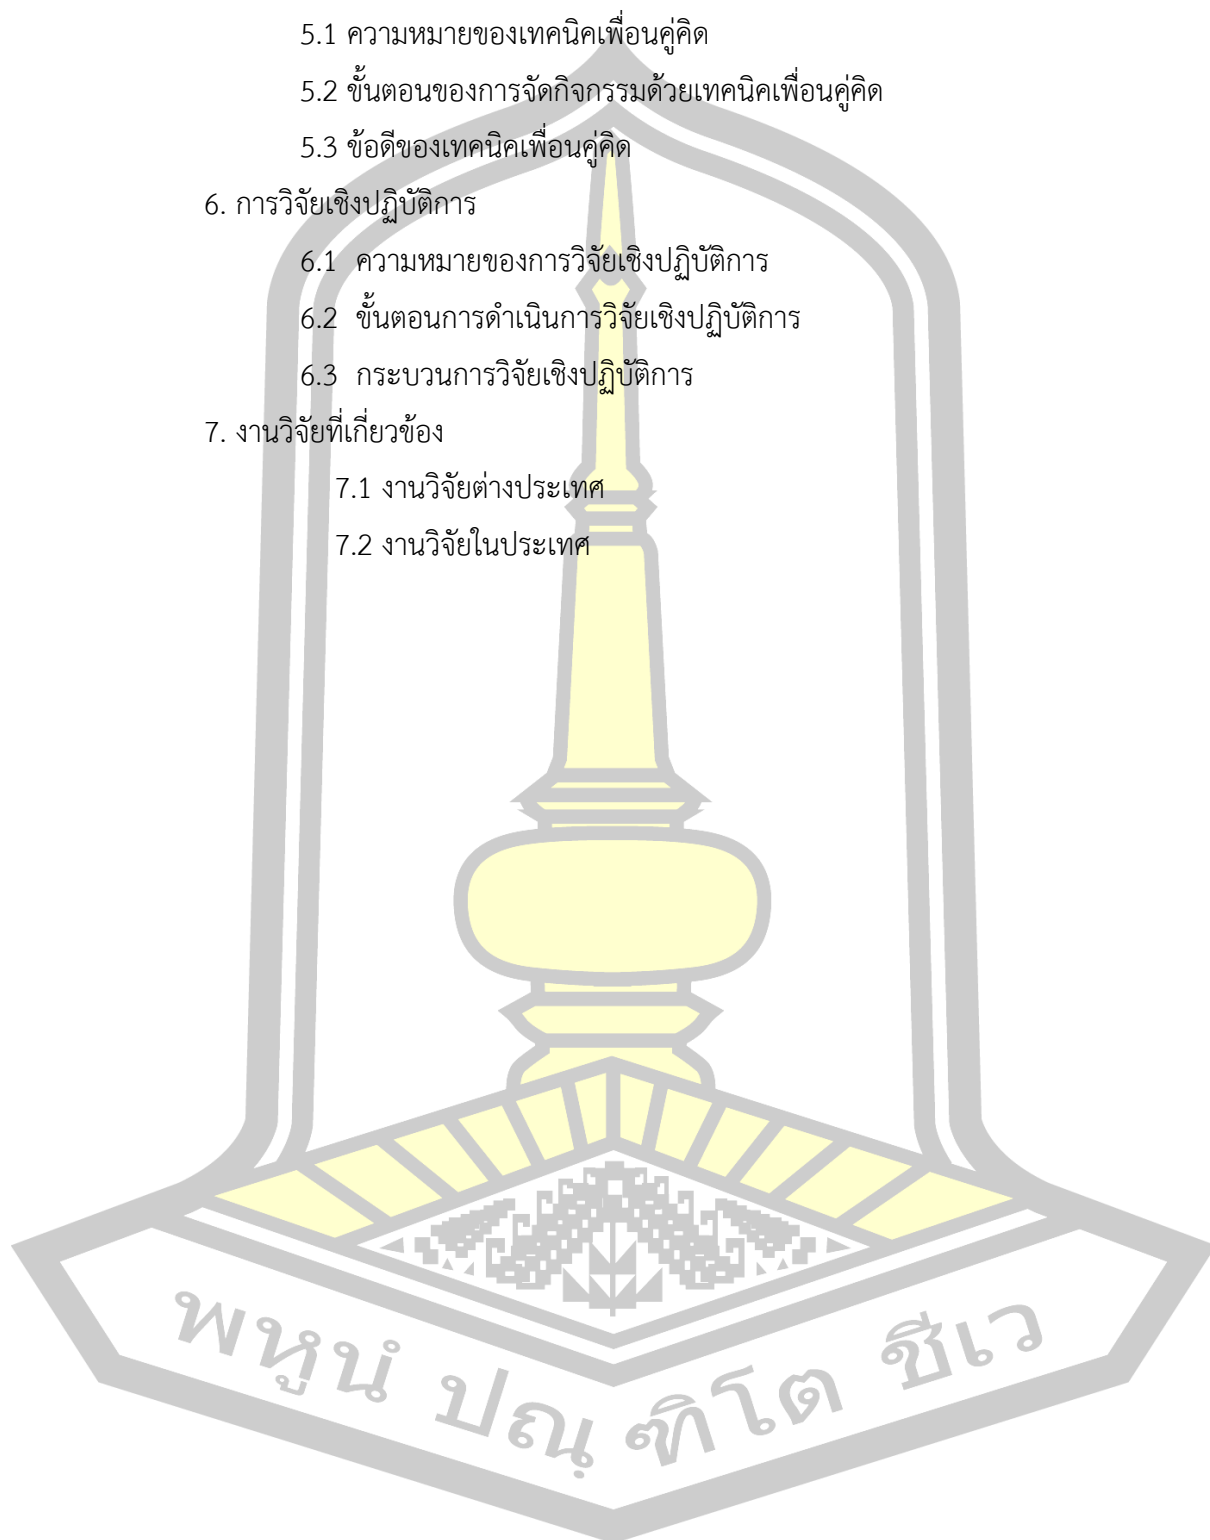 5.1 ความหมายของเทคนิคเพื่อนคู่คิด
5.2 ขั้นตอนของการจัดกิจกรรมด้วยเทคนิคเพื่อนคู่คิด
5.3 ข้อดีของเทคนิคเพื่อนคู่คิด
6. การวิจัยเชิงปฏิบัติการ
6.1 ความหมายของการวิจัยเชิงปฏิบัติการ
6.2 ขั้นตอนการดำเนินการวิจัยเชิงปฏิบัติการ
6.3 กระบวนการวิจัยเชิงปฏิบัติการ
7. งานวิจัยที่เกี่ยวข้อง
7.1 งานวิจัยต่างประเทศ
7.2 งานวิจัยในประเทศ
พหูนํ ปณฺ ฑิโต ชีเว